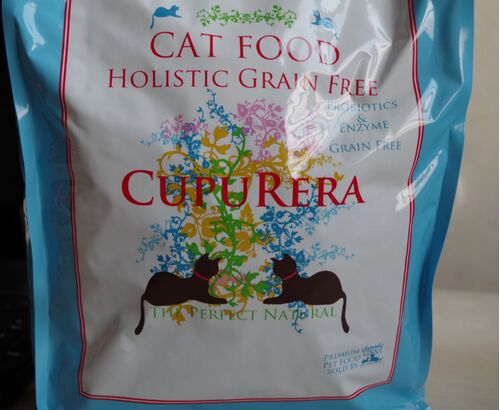 CAT FOOD
HOLISTIC GRAIN FREE
PROBIOTICS
&
ENZYME
GRAIN FREE
CUPURERA
THE PERFECT NATURAL
PREMIUM
PET FOOD
SOLD BY